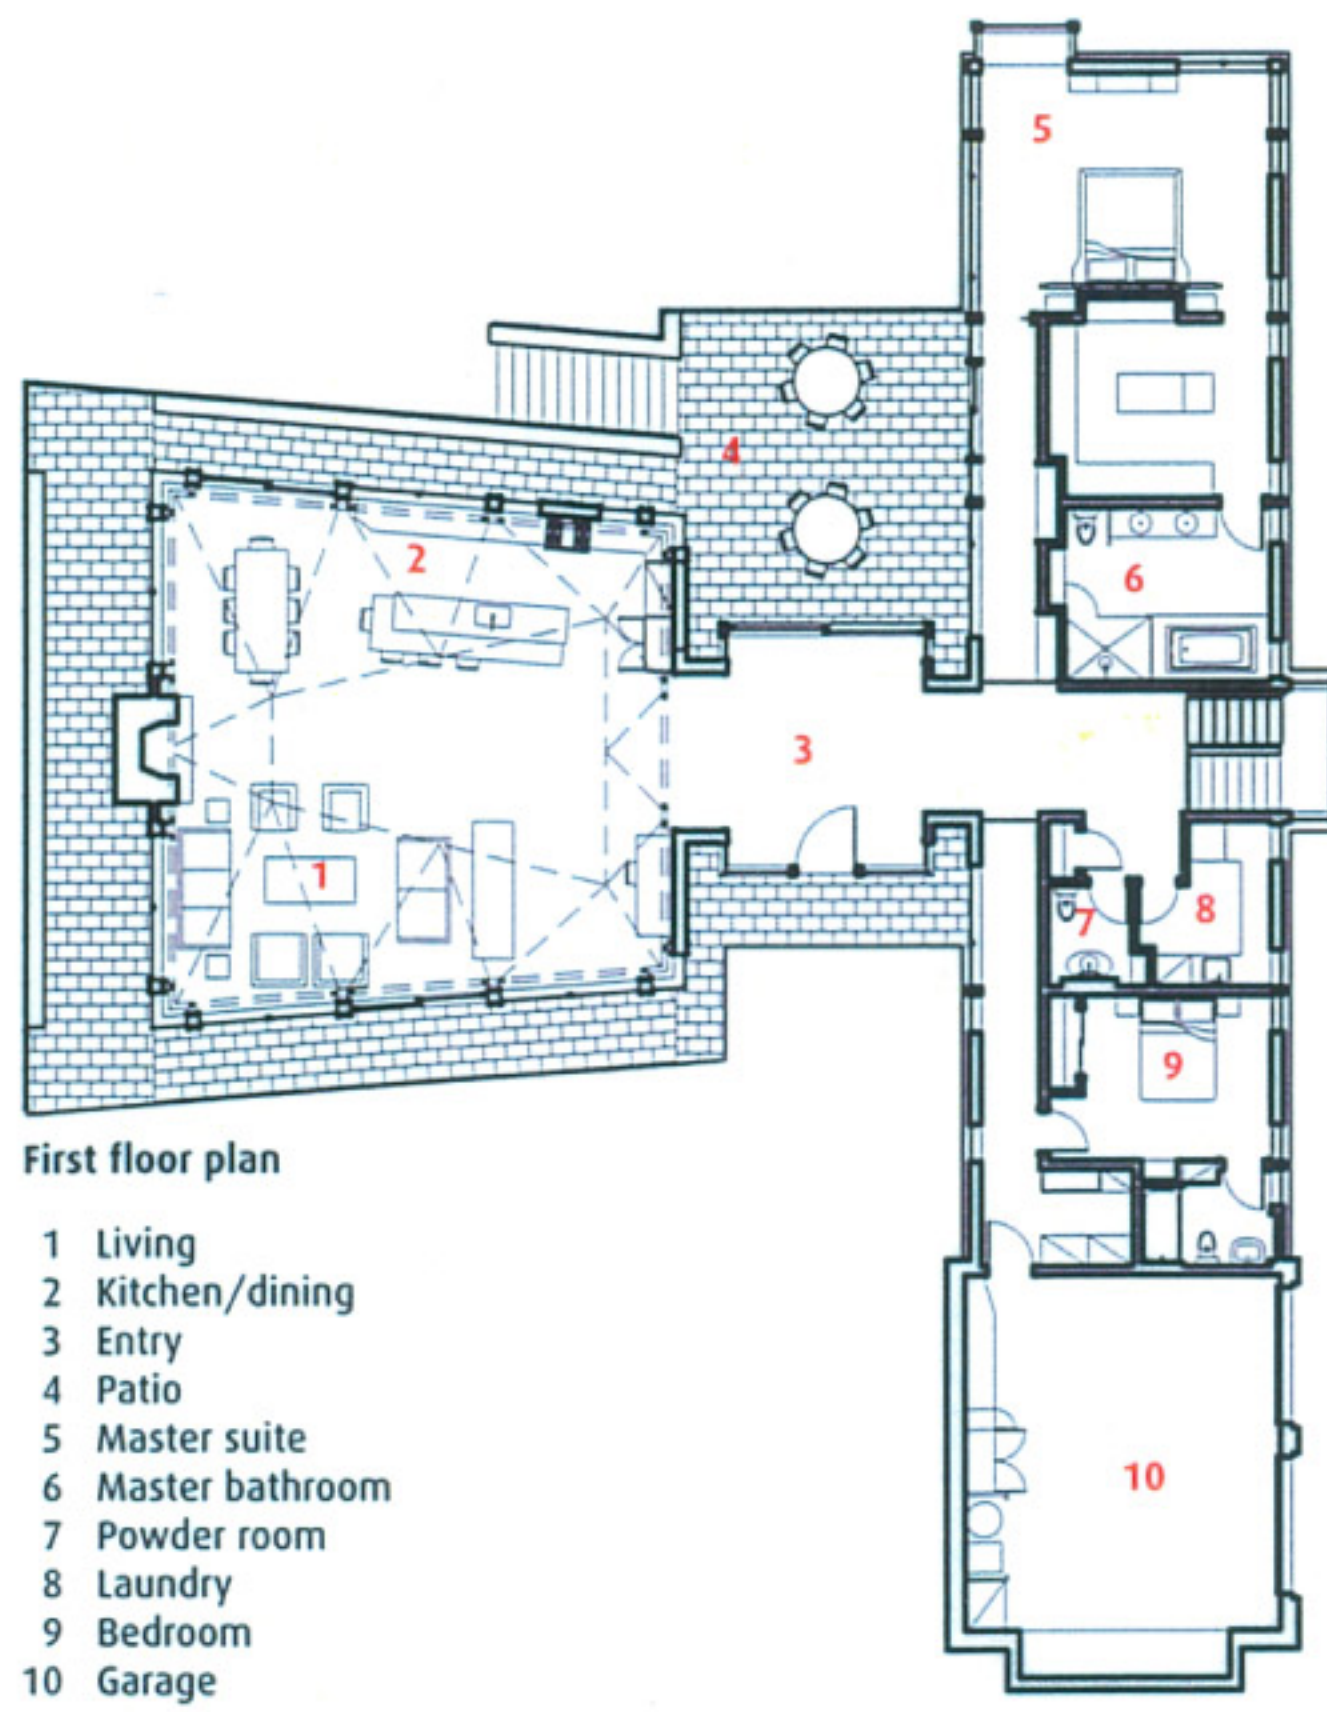 5
4
2
6
3
1
7
8
9
10
First floor plan
1 Living
2 Kitchen/dining
3 Entry
4 Patio
5 Master suite
6 Master bathroom
7 Powder room
8 Laundry
9 Bedroom
10 Garage